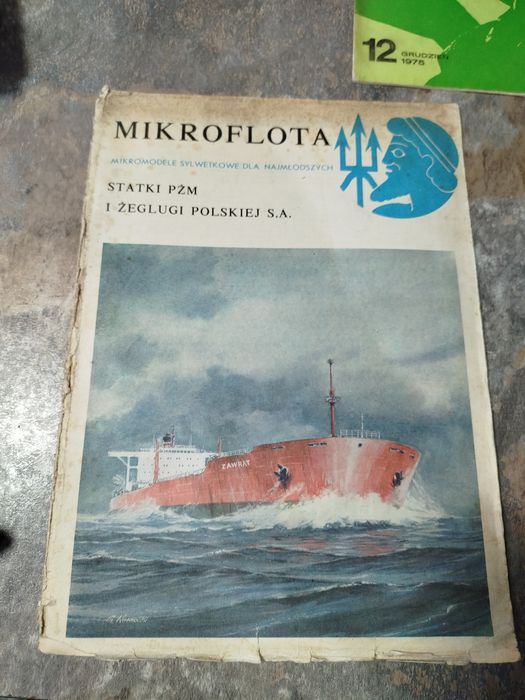 12 GRUDZIEŃ
1975
MIKROFLOTA
MIKROMODELE SYLWETKOWE DLA NAJMŁODSZYCH
STATKI PŻM
I ŻEGLUGI POLSKIEJ S.A.
ZAWRAT